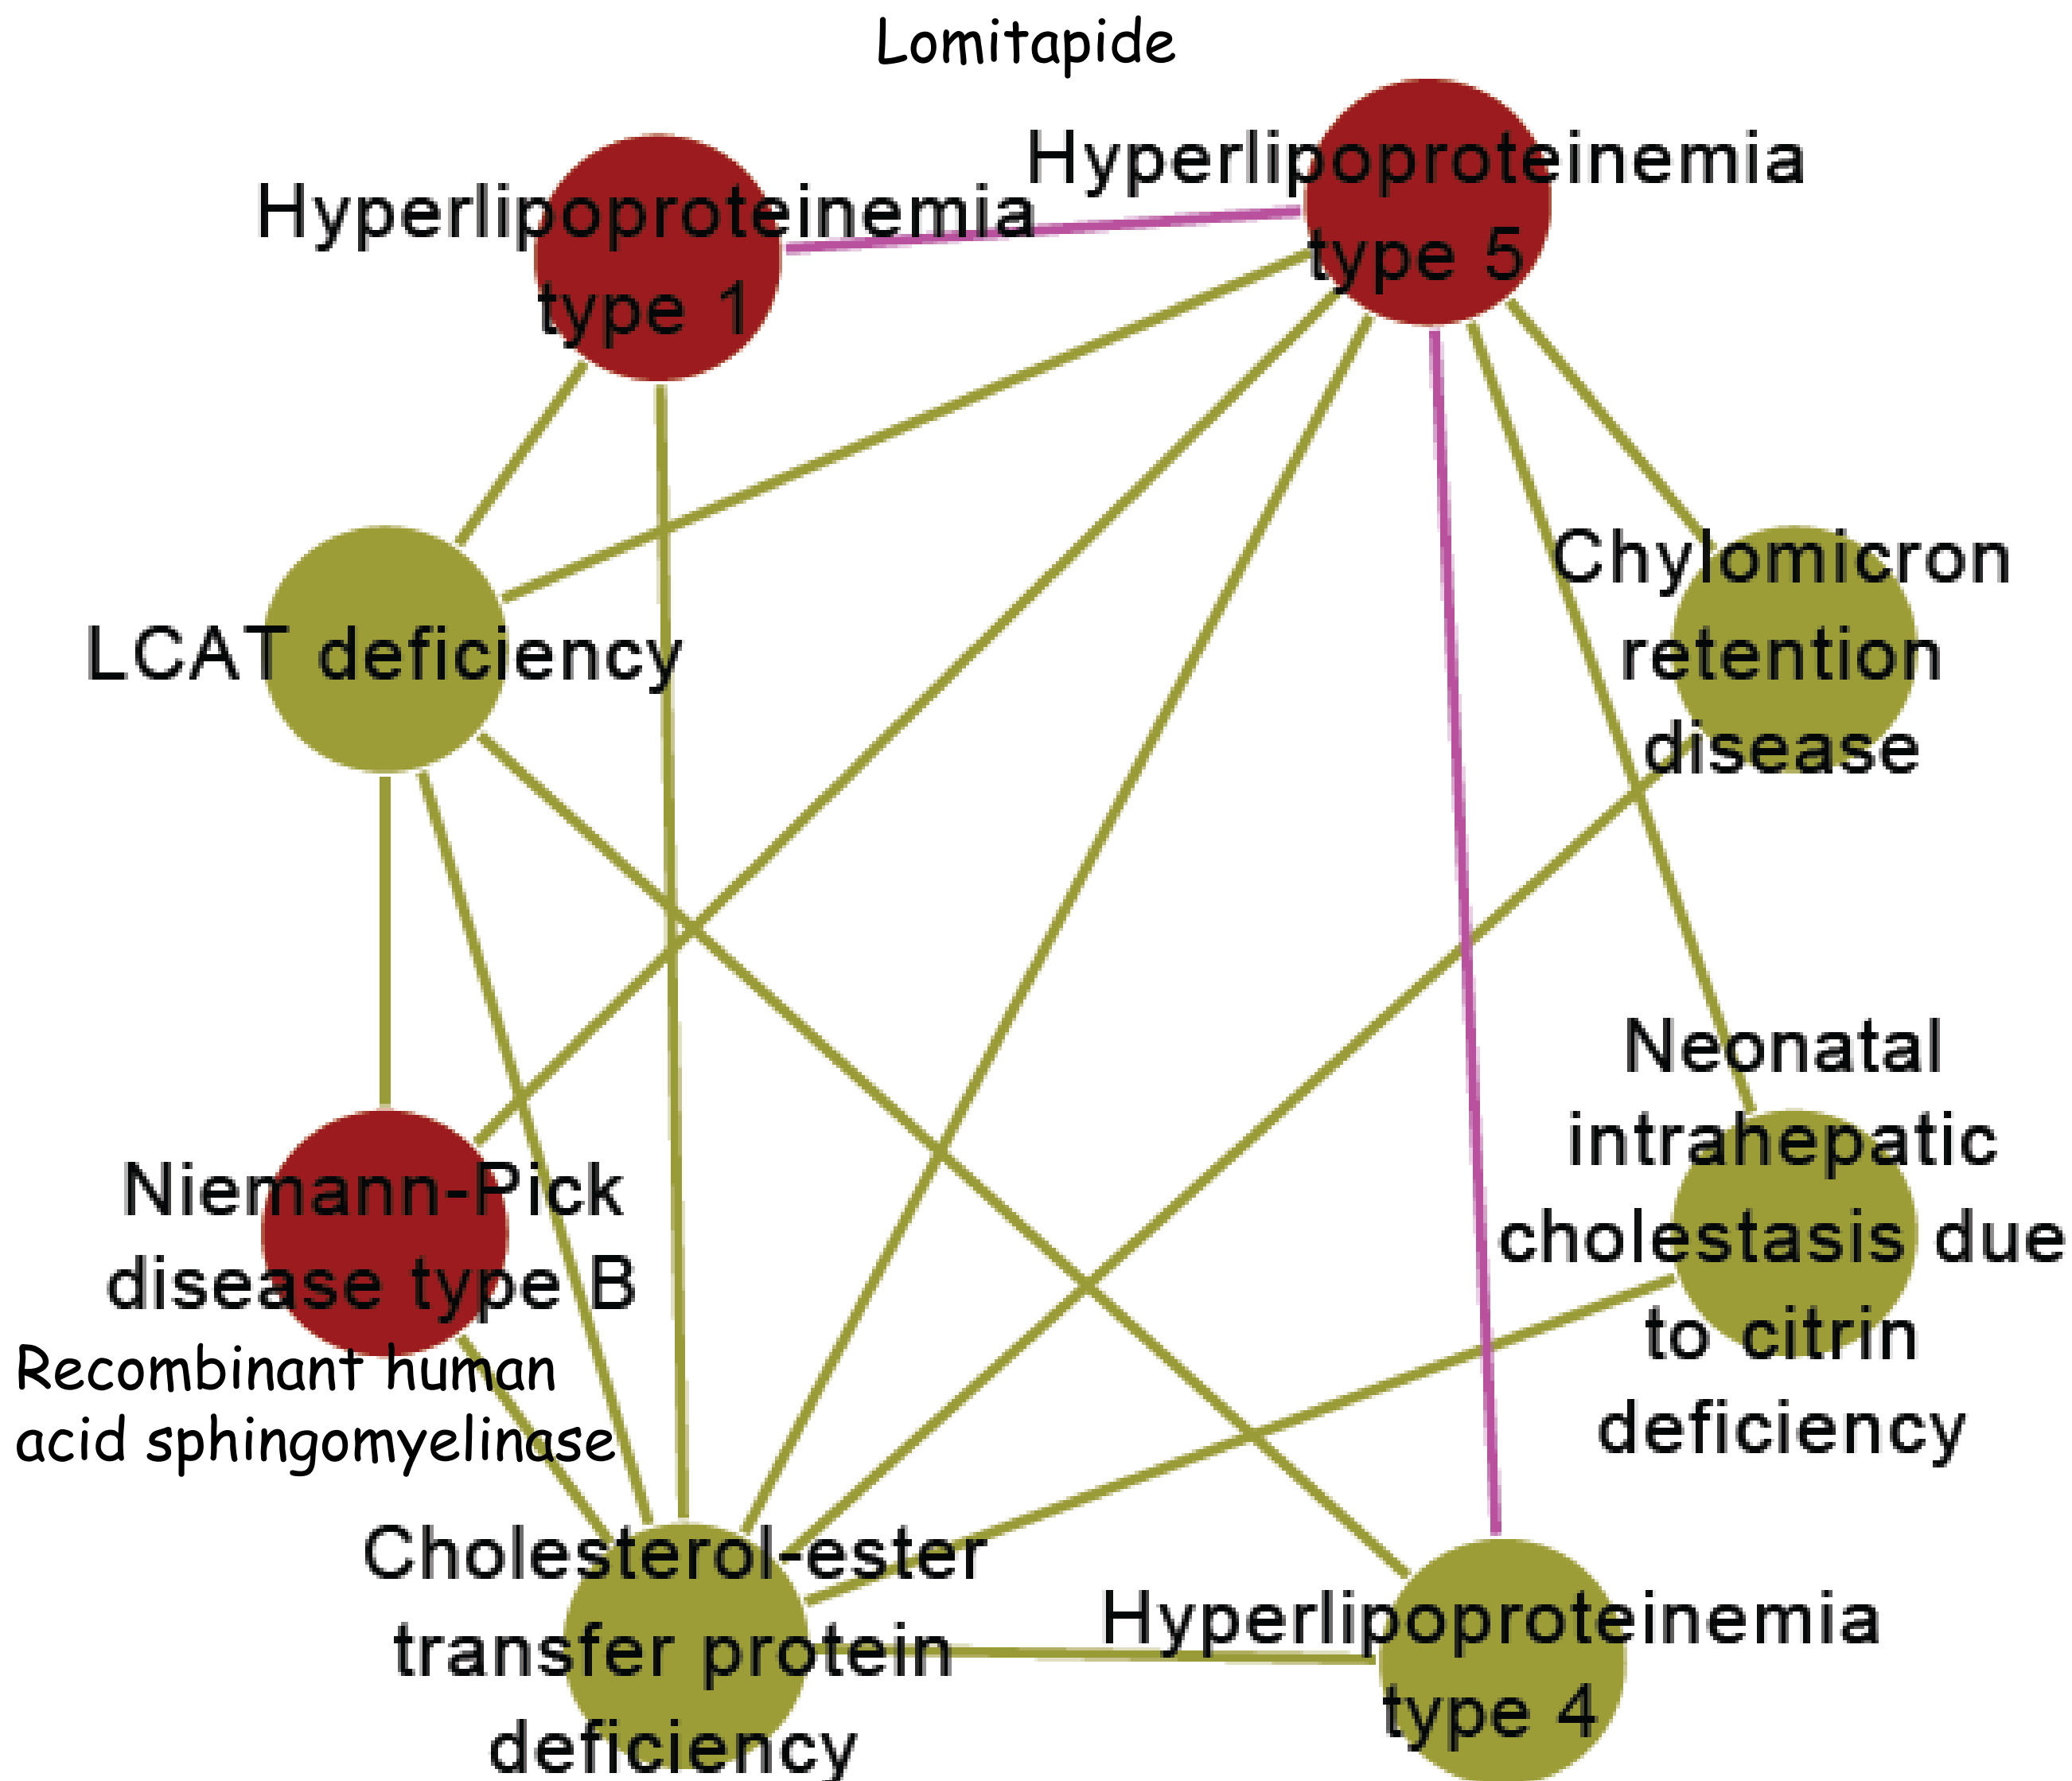 Lomitapide
Hyperlipoproteinemia
type 5
Hyperlipoproteinemia
type 1
LCAT deficiency
Chylomicron
retention
disease
Neonatal
intrahepatic
cholestasis due
to citrin
deficiency
Niemann-Pick
disease type B
Recombinant human
acid sphingomyelinase
Cholesterol-ester
transfer protein
deficiency
Hyperlipoproteinemia
type 4